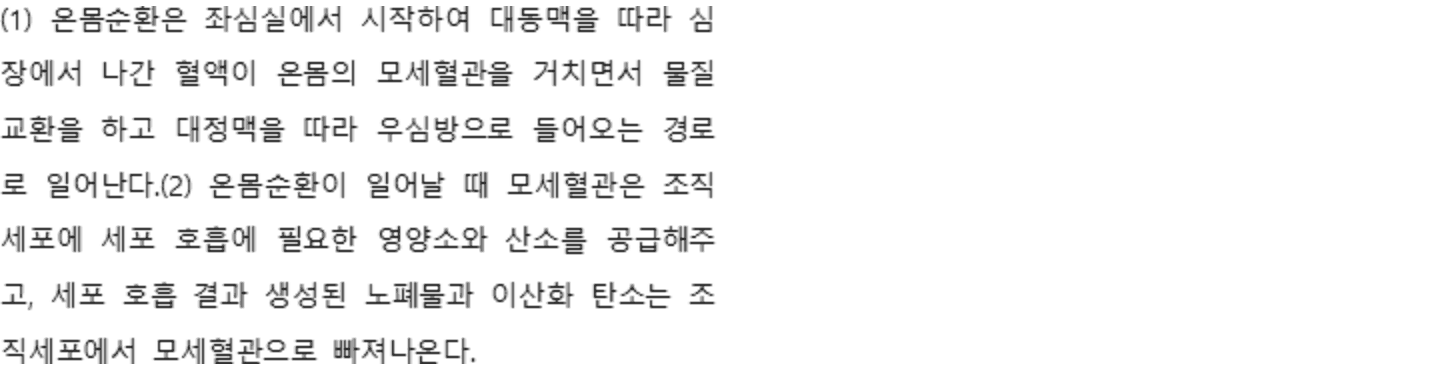 (1) 온몸순환은 좌심실에서 시작하여 대동맥을 따라 심
장에서 나간 혈액이 온몸의 모세혈관을 거치면서 물질
교환을 하고 대정맥을 따라 우심방으로 들어오는 경로
로 일어난다.(2) 온몸순환이 일어날 때 모세혈관은 조직
세포에 세포 호흡에 필요한 영양소와 산소를 공급해주
고, 세포 호흡 결과 생성된 노폐물과 이산화 탄소는 조
직세포에서 모세혈관으로 빠져나온다.